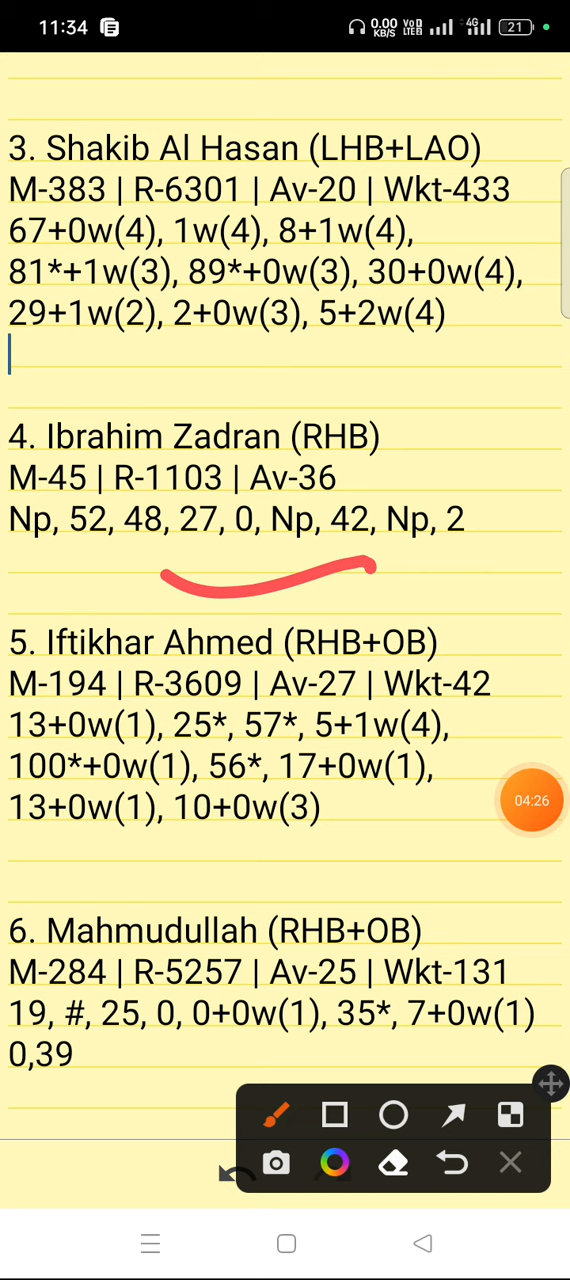 11:34
0.00 KB/S VoD LTE2 4G 21
3. Shakib Al Hasan (LHB+LAO)
M-383 | R-6301 | Av-20 | Wkt-433
67+0w(4), 1w(4), 8+1w(4),
81*+1w(3), 89*+0w(3), 30+0w(4),
29+1w(2), 2+0w(3), 5+2w(4)
4. Ibrahim Zadran (RHB)
M-45 | R-1103 | Av-36
Np, 52, 48, 27, 0, Np, 42, Np, 2
5. Iftikhar Ahmed (RHB+OB)
M-194 | R-3609 | Av-27 | Wkt-42
13+0w(1), 25*, 57*, 5+1w(4),
100*+0w(1), 56*, 17+0w(1),
13+0w(1), 10+0w(3)
04:26
6. Mahmudullah (RHB+OB)
M-284 | R-5257 | Av-25 | Wkt-131
19, #, 25, 0, 0+0w(1), 35*, 7+0w(1)
0,39